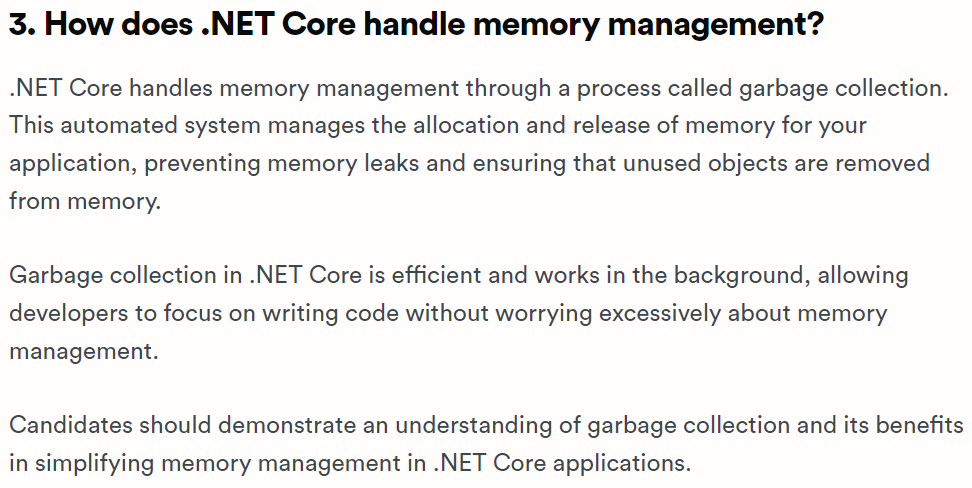 3. How does .NET Core handle memory management?
.NET Core handles memory management through a process called garbage collection.
This automated system manages the allocation and release of memory for your
application, preventing memory leaks and ensuring that unused objects are removed
from memory.
Garbage collection in .NET Core is efficient and works in the background, allowing
developers to focus on writing code without worrying excessively about memory
management.
Candidates should demonstrate an understanding of garbage collection and its benefits
in simplifying memory management in .NET Core applications.